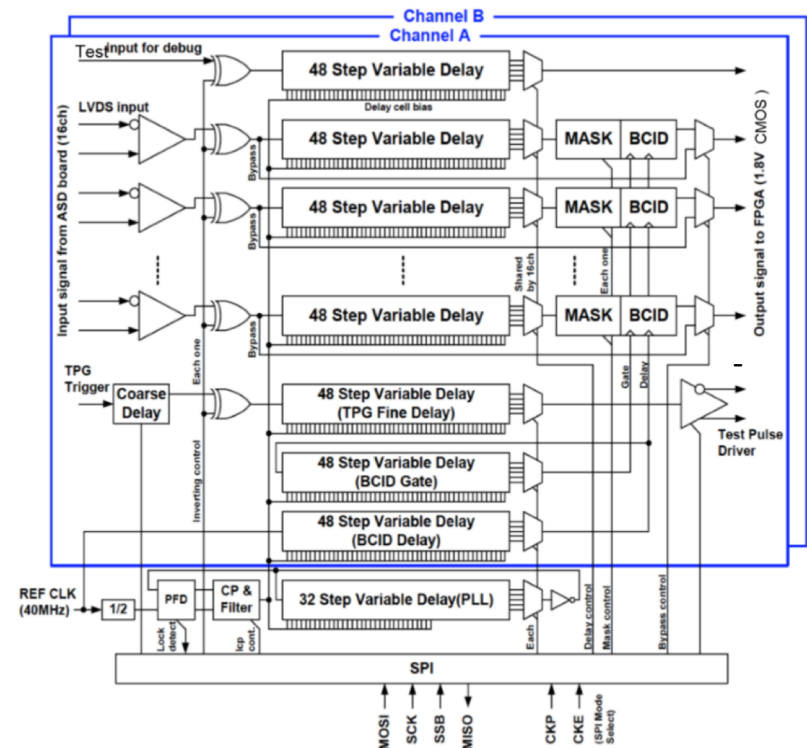 Channel B
Channel A
Test
Input for debug
48 Step Variable Delay
Delay cell bias
LVDS input
48 Step Variable Delay
MASK
BCID
Bypass
48 Step Variable Delay
MASK
BCID
Bypass
Input signal from ASD board (16ch)
Output signal to FPGA (1.8V CMOS )
Shared
by 16ch
Each one
48 Step Variable Delay
MASK
BCID
Bypass
Each one
Gate
Delay
TPG
Trigger
Coarse
Delay
48 Step Variable Delay
(TPG Fine Delay)
Test Pulse
Driver
Inverting control
48 Step Variable Delay
(BCID Gate)
48 Step Variable Delay
(BCID Delay)
REF CLK
(40MHz)
1/2
PFD
CP &
Filter
32 Step Variable Delay(PLL)
Lock
detect
Icp
cont.
Each
Delay control
Mask control
Bypass control
SPI
MOSI
SCK
SSB
MISO
CKP
CKE
(SPI Mode
Select)